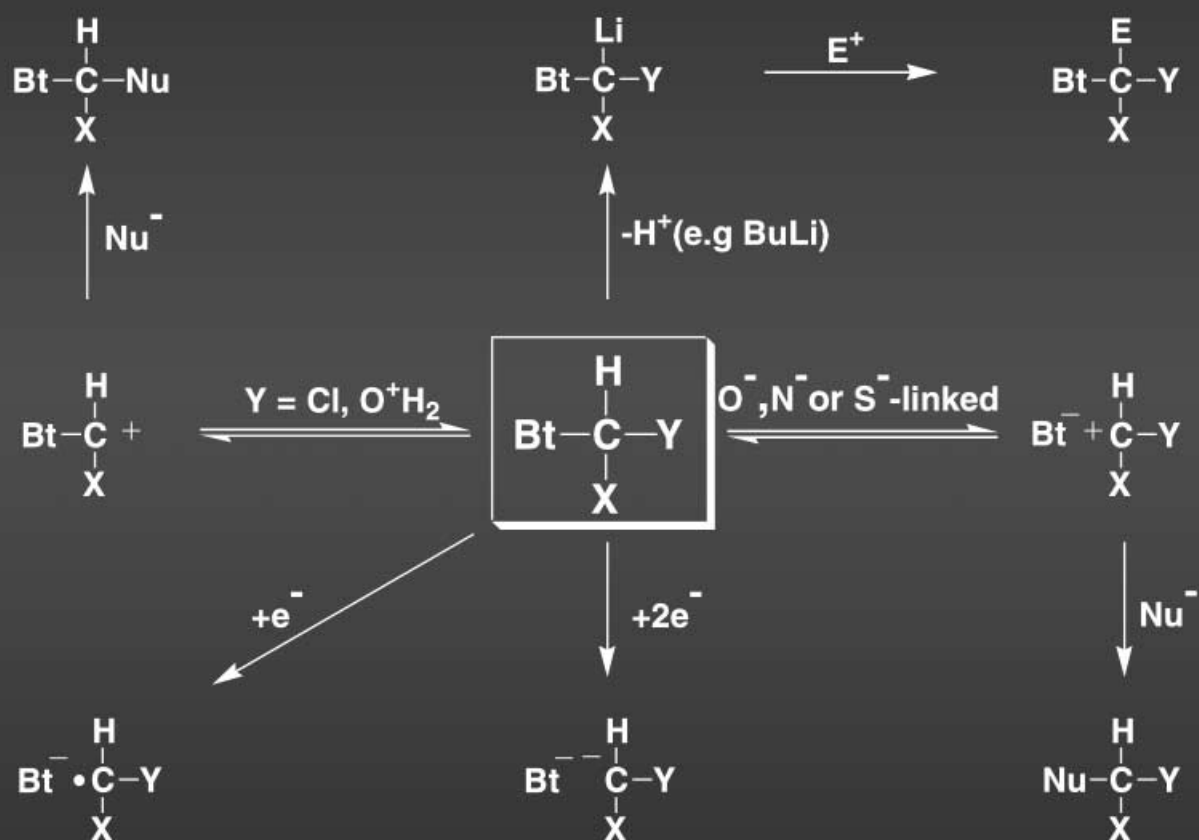 H Li E
Bt–C–Nu Bt–C–Y E⁺ Bt–C–Y
X X X
Nu⁻ -H⁺(e.g BuLi)
H H H
Bt–C + Y = Cl, O⁺H₂ Bt–C–Y O⁻,N⁻or S⁻-linked Bt⁻ +C–Y
X X X
+e⁻ +2e⁻ Nu⁻
H H H
Bt⁻ •C–Y Bt⁻ ⁻C–Y Nu–C–Y
X X X